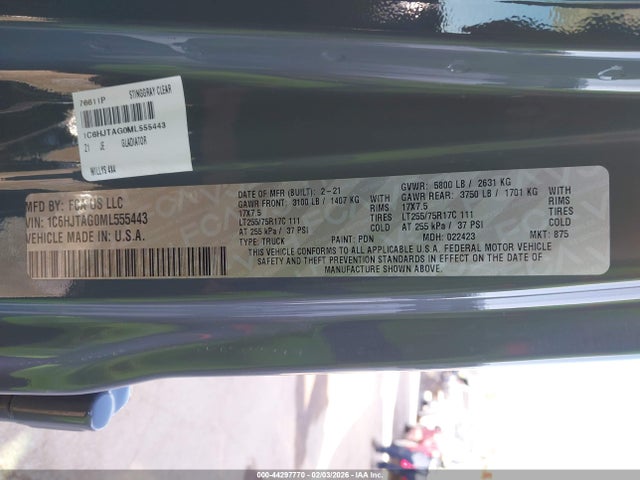 76611P STINGGRAY CLEAR
1C6HJTAG0ML555443
21 JE GLADIATOR
WILLYS 4X4
MFD BY: FCA US LLC
VIN: 1C6HJTAG0ML555443
VEHICLE MADE IN: U.S.A.
DATE OF MFR (BUILT): 2-21 GVWR: 5800 LB / 2631 KG
GAWR FRONT: 3100 LB / 1407 KG WITH GAWR REAR: 3750 LB / 1701 KG WITH
17X7.5 RIMS 17X7.5 RIMS
LT255/75R17C 111 TIRES LT255/75R17C 111 TIRES
AT 255 kPa / 37 PSI COLD AT 255 kPa / 37 PSI COLD
TYPE: TRUCK PAINT: PDN MDH: 022423 MKT: 875
THIS VEHICLE CONFORMS TO ALL APPLICABLE U.S.A. FEDERAL MOTOR VEHICLE
SAFETY AND THEFT PREVENTION STANDARDS IN EFFECT ON THE DATE OF
MANUFACTURE SHOWN ABOVE.
000-44297770 - 02/03/2026 - IAA Inc.